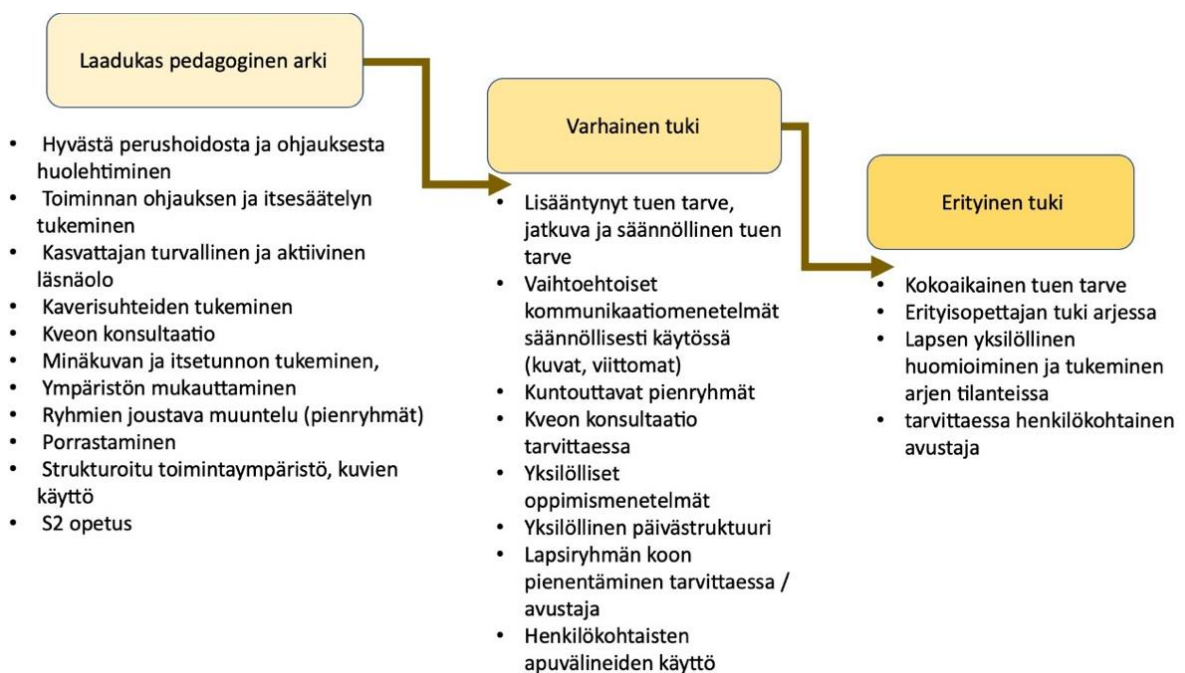 Laadukas pedagoginen arki
• Hyvästä perushoidosta ja ohjauksesta
huolehtiminen
• Toiminnan ohjauksen ja itsesäätelyn
tukeminen
• Kasvattajan turvallinen ja aktiivinen
läsnäolo
• Kaverisuhteiden tukeminen
• Kveon konsultaatio
• Minäkuvan ja itsetunnon tukeminen,
• Ympäristön mukauttaminen
• Ryhmien joustava muuntelu (pienryhmät)
• Porrastaminen
• Strukturoitu toimintaympäristö, kuvien
käyttö
• S2 opetus
Varhainen tuki
• Lisääntynyt tuen tarve,
jatkuva ja säännöllinen tuen
tarve
• Vaihtoehtoiset
kommunikaatiomenetelmät
säännöllisesti käytössä
(kuvat, viittomat)
• Kuntouttavat pienryhmät
• Kveon konsultaatio
tarvittaessa
• Yksilölliset
oppimismenetelmät
• Yksilöllinen päivästruktuuri
• Lapsiryhmän koon
pienentäminen tarvittaessa /
avustaja
• Henkilökohtaisten
apuvälineiden käyttö
Erityinen tuki
• Kokoaikainen tuen tarve
• Erityisopettajan tuki arjessa
• Lapsen yksilöllinen
huomioiminen ja tukeminen
arjen tilanteissa
• tarvittaessa henkilökohtainen
avustaja